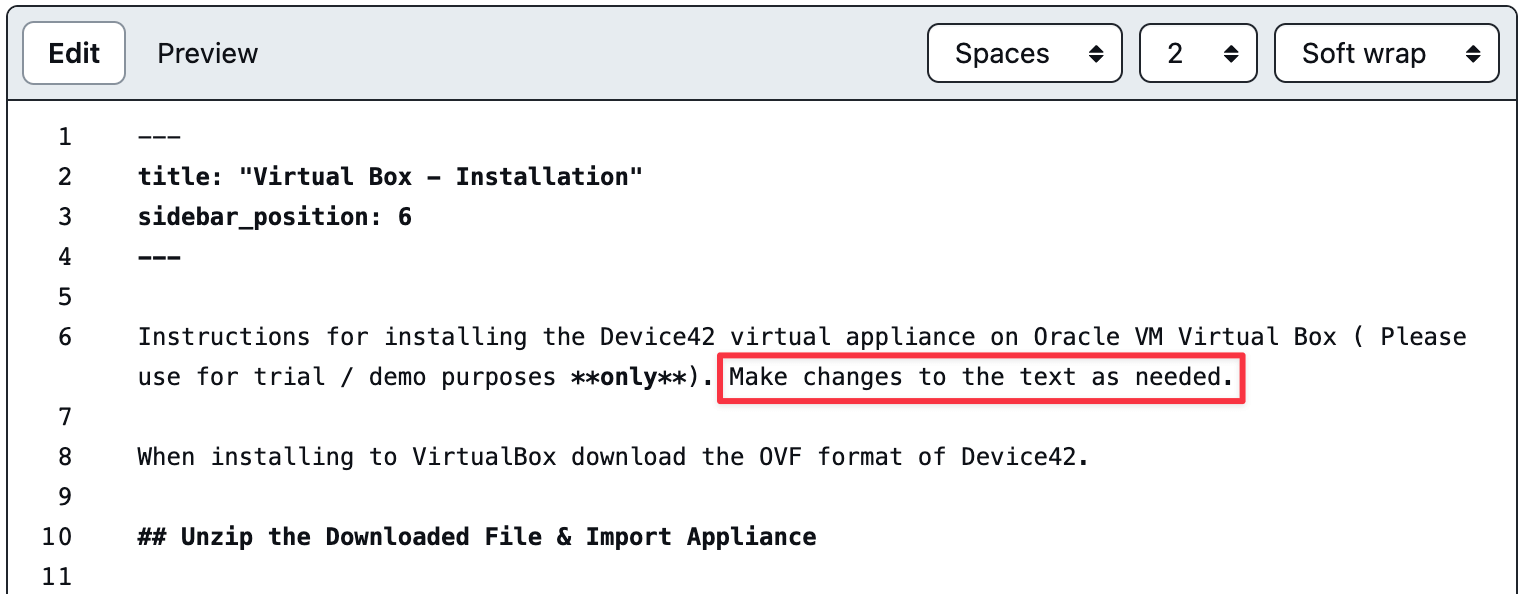 Edit Preview Spaces 2 Soft wrap
1 ---
2 title: "Virtual Box - Installation"
3 sidebar_position: 6
4 ---
5
6 Instructions for installing the Device42 virtual appliance on Oracle VM Virtual Box ( Please
use for trial / demo purposes **only**). Make changes to the text as needed.
7
8 When installing to VirtualBox download the OVF format of Device42.
9
10 ## Unzip the Downloaded File & Import Appliance
11